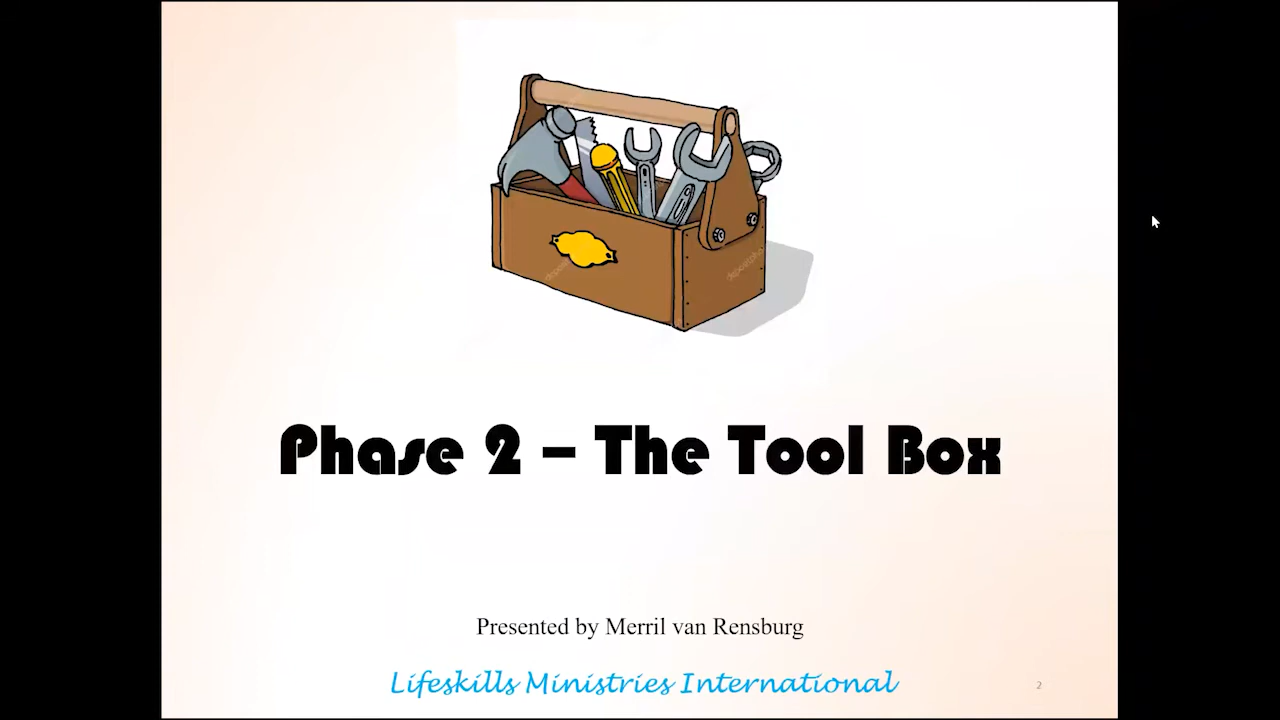 Phase 2 – The Tool Box
Presented by Merril van Rensburg
Lifeskills Ministries International
2